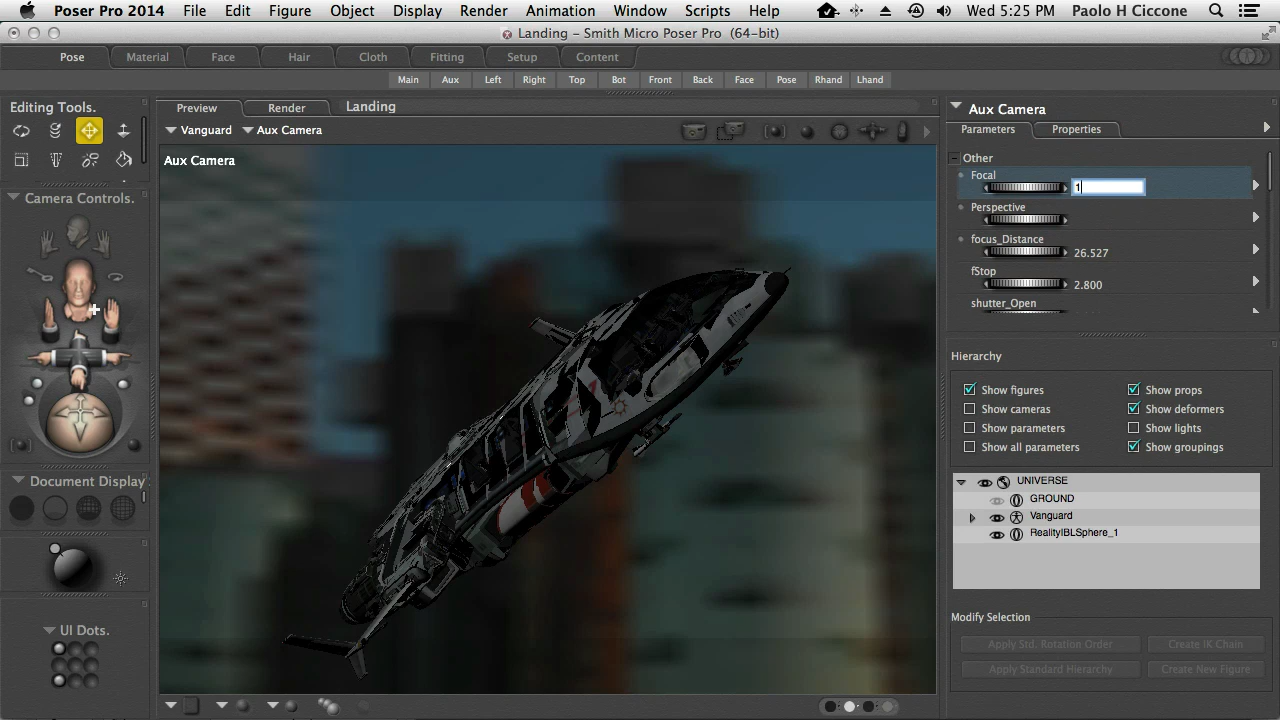 Poser Pro 2014 File Edit Figure Object Display Render Animation Window Scripts Help Wed 5:25 PM Paolo H Ciccone
Landing – Smith Micro Poser Pro (64-bit)
Pose Material Face Hair Cloth Fitting Setup Content
Main Aux Left Right Top Bot Front Back Face Pose Rhand Lhand
Editing Tools.
Preview Render Landing
Aux Camera
Vanguard Aux Camera
Parameters Properties
Aux Camera
Other
Focal
1
Camera Controls.
Perspective
focus_Distance
26.527
fStop
2.800
shutter_Open
Hierarchy
Show figures Show props
Show cameras Show deformers
Show parameters Show lights
Show all parameters Show groupings
Document Display
UNIVERSE
GROUND
Vanguard
RealityIBLSphere_1
Modify Selection
UI Dots.
Apply Std. Rotation Order Create IK Chain
Apply Standard Hierarchy Create New Figure